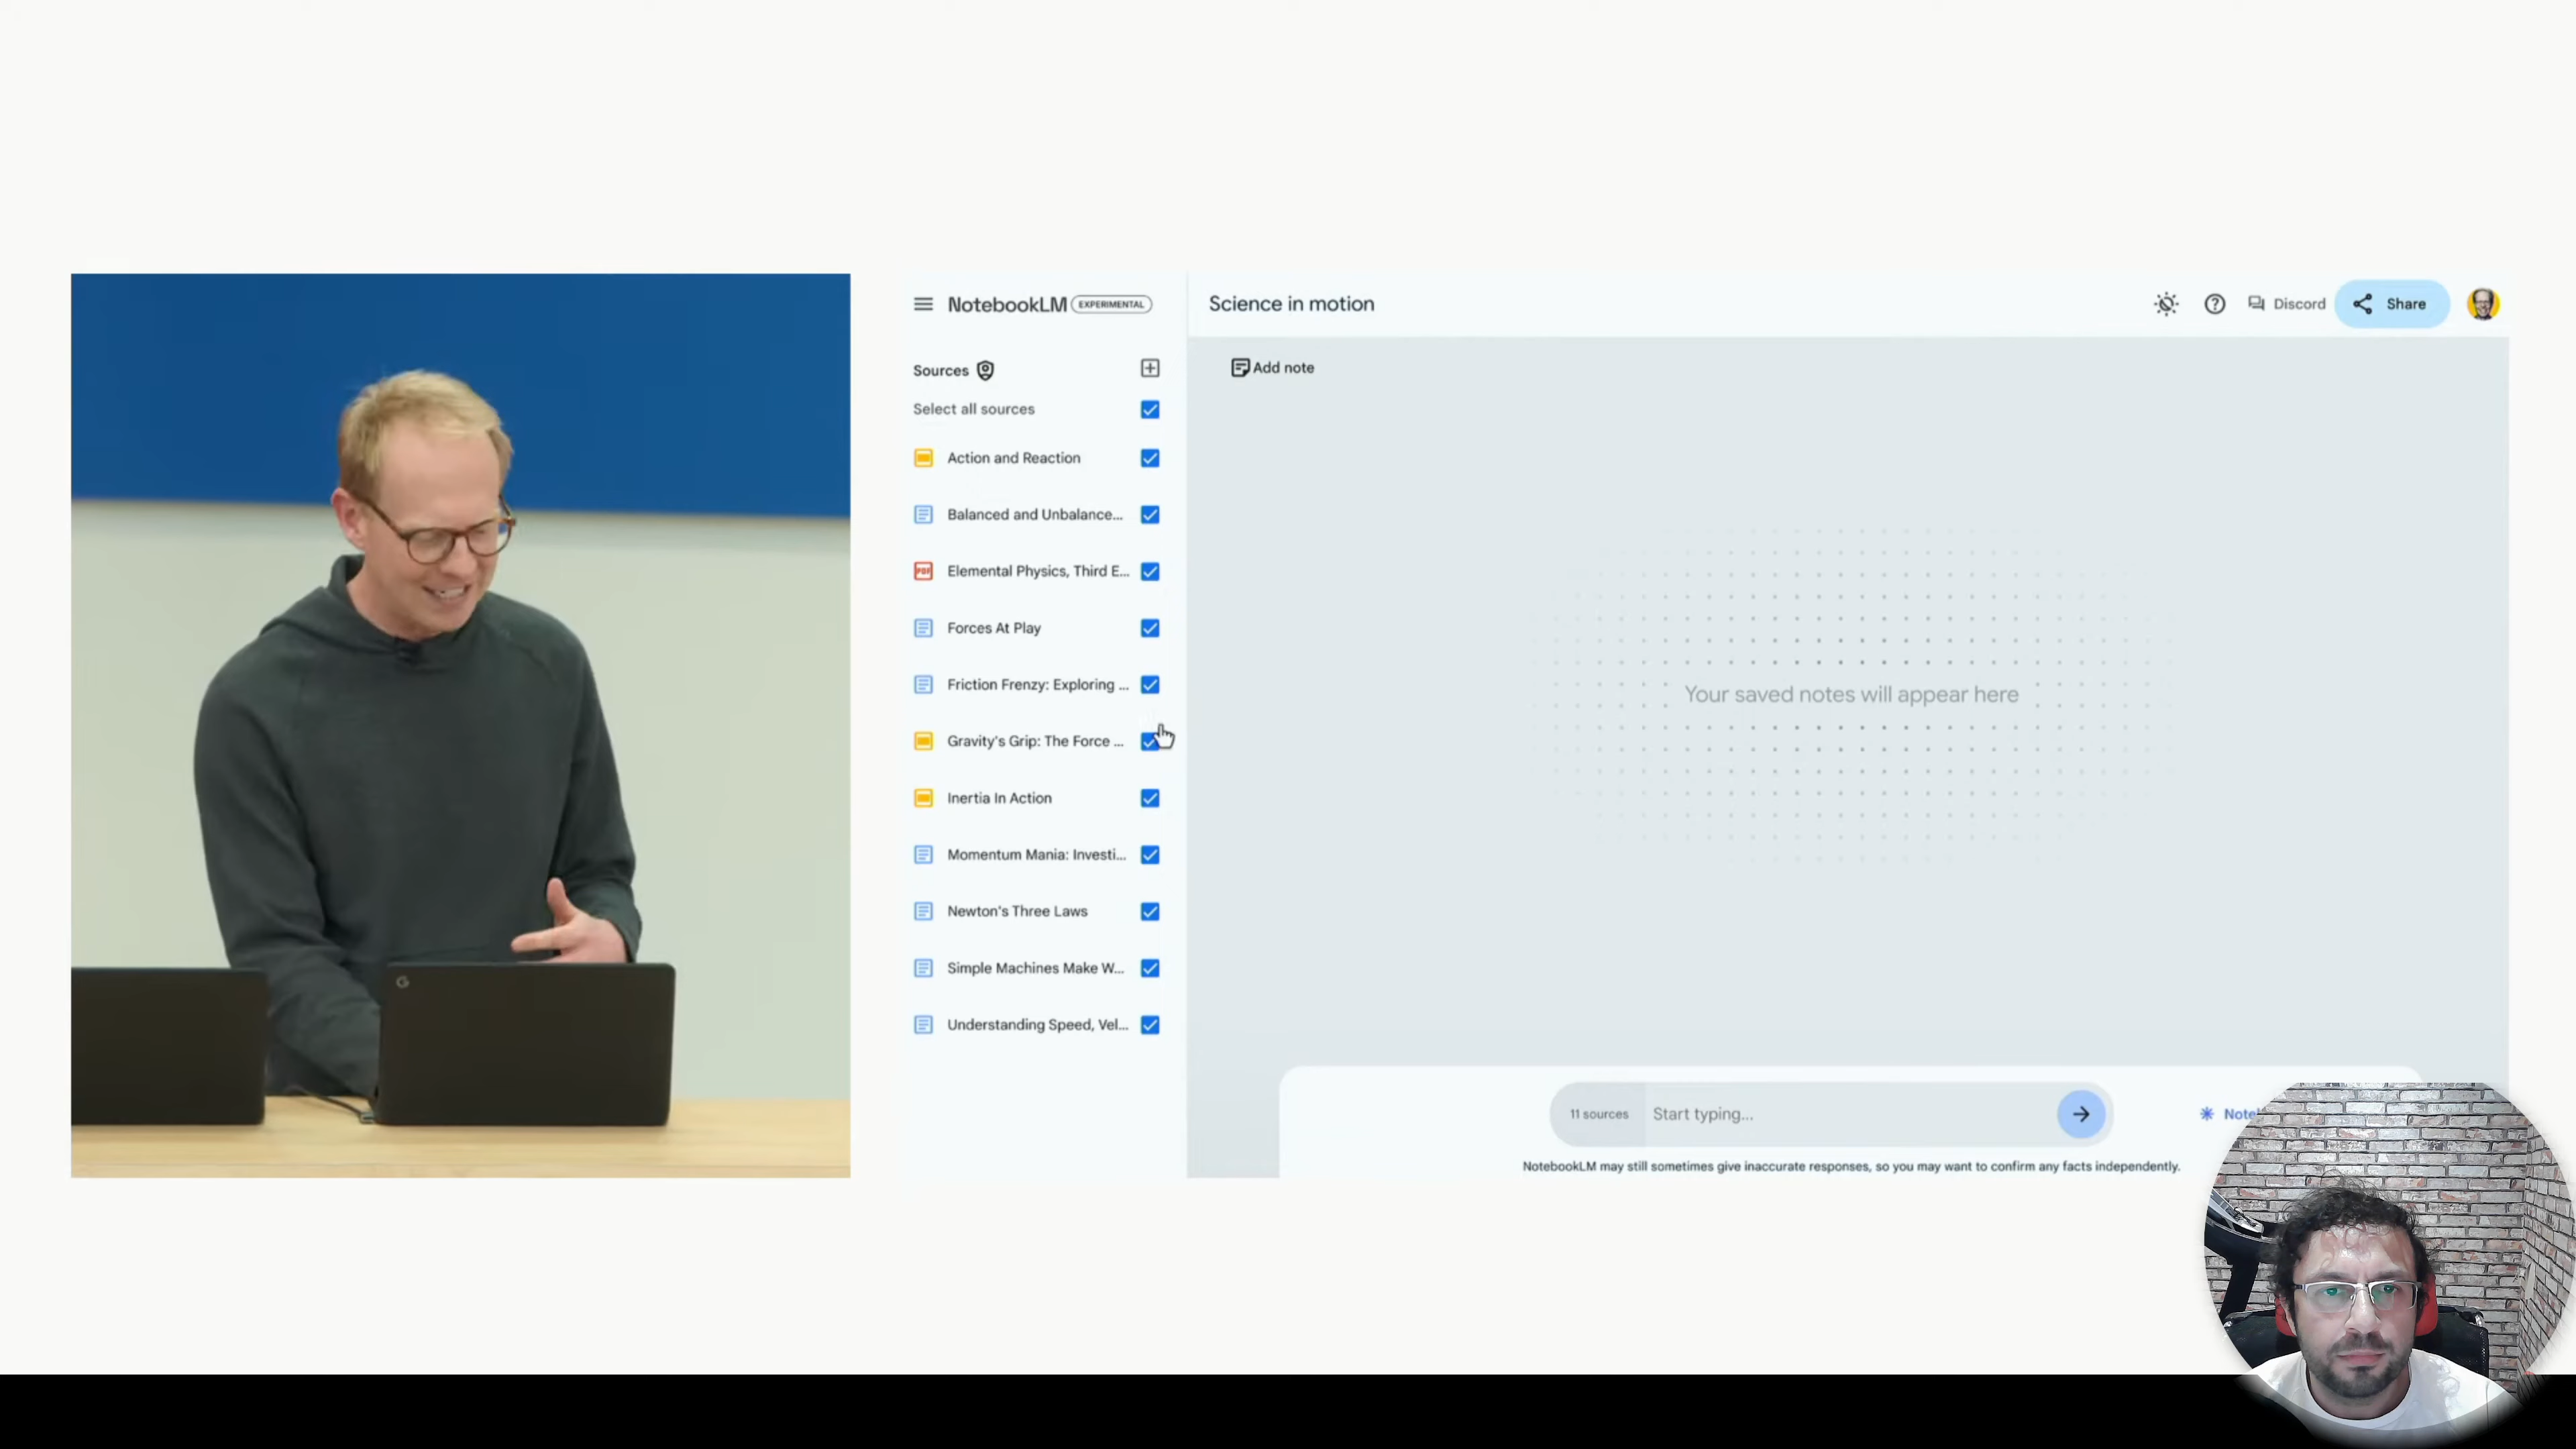 NotebookLM EXPERIMENTAL
Science in motion
Discord
Share
Sources
Add note
Select all sources
Action and Reaction
Balanced and Unbalance...
PDF
Elemental Physics, Third E...
Forces At Play
Friction Frenzy: Exploring ...
Gravity's Grip: The Force ...
Your saved notes will appear here
Inertia In Action
Momentum Mania: Investi...
Newton's Three Laws
Simple Machines Make W...
Understanding Speed, Vel...
11 sources
Start typing...
NotebookLM may still sometimes give inaccurate responses, so you may want to confirm any facts independently.
G